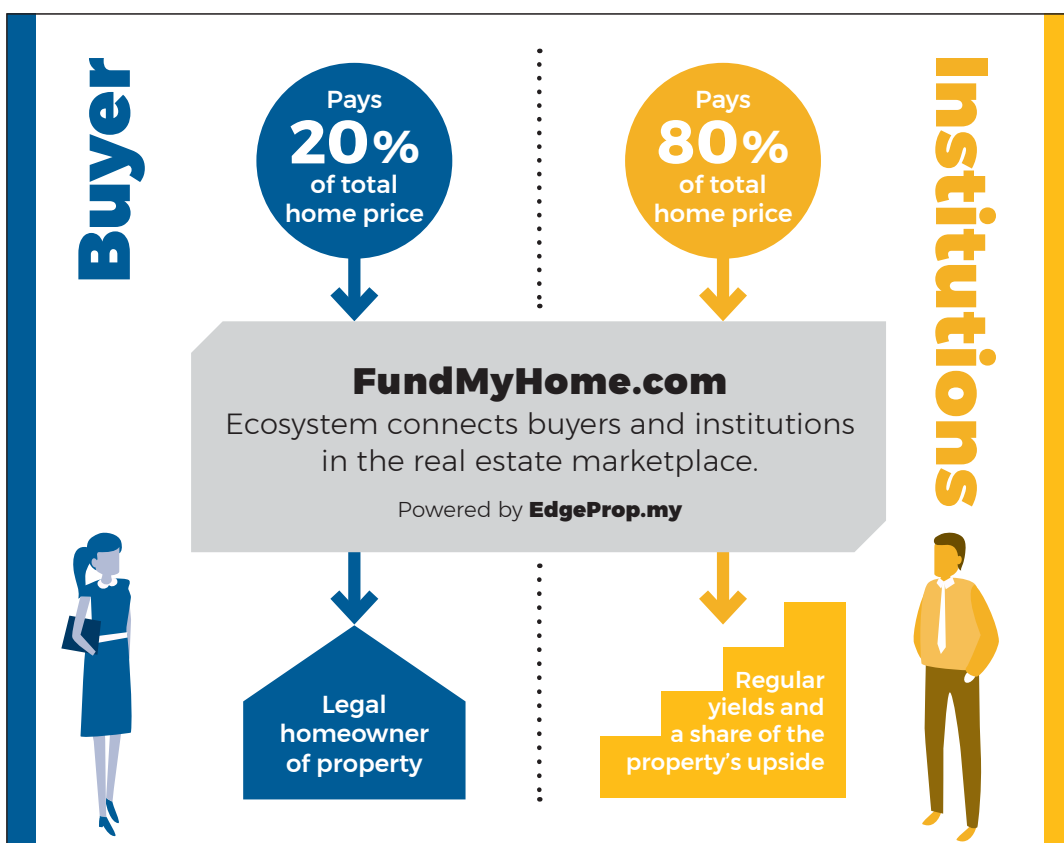 Buyer
Pays
20%
of total
home price
Pays
80%
of total
home price
Institutions
FundMyHome.com
Ecosystem connects buyers and institutions
in the real estate marketplace.
Powered by EdgeProp.my
Legal
homeowner
of property
Regular
yields and
a share of the
property's upside